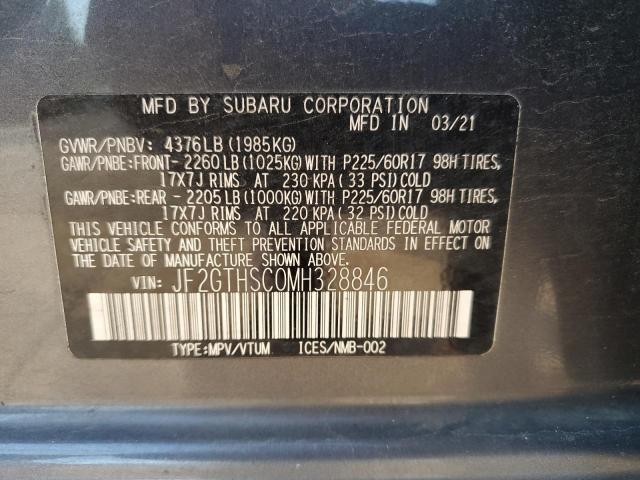 MFD BY SUBARU CORPORATION
MFD IN 03/21
GVWR/PNBV: 4376LB (1985KG)
GAWR/PNBE:FRONT-2260LB (1025KG) WITH P225/60R17 98H TIRES,
17X7J RIMS AT 230 KPA (33 PSI) COLD
GAWR/PNBE:REAR - 2205LB (1000KG) WITH P225/60R17 98H TIRES,
17X7J RIMS AT 220 KPA (32 PSI) COLD
THIS VEHICLE CONFORMS TO ALL APPLICABLE FEDERAL MOTOR
VEHICLE SAFETY AND THEFT PREVENTION STANDARDS IN EFFECT ON
THE DATE OF MANUFACTURE SHOWN ABOVE.
VIN: JF2GTHSC0MH328846
TYPE:MPV/VTUM ICES/NMB-002